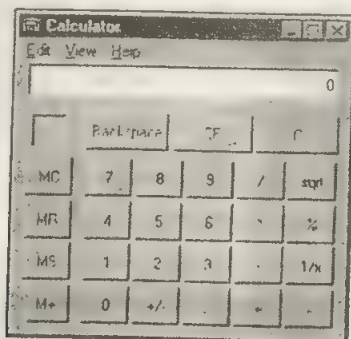 Calculator
Edit View Help
0
Backspace CE C
MC 7 8 9 / sqrt
MR 4 5 6 * %
MS 1 2 3 - 1/x
M+ 0 +/- . +